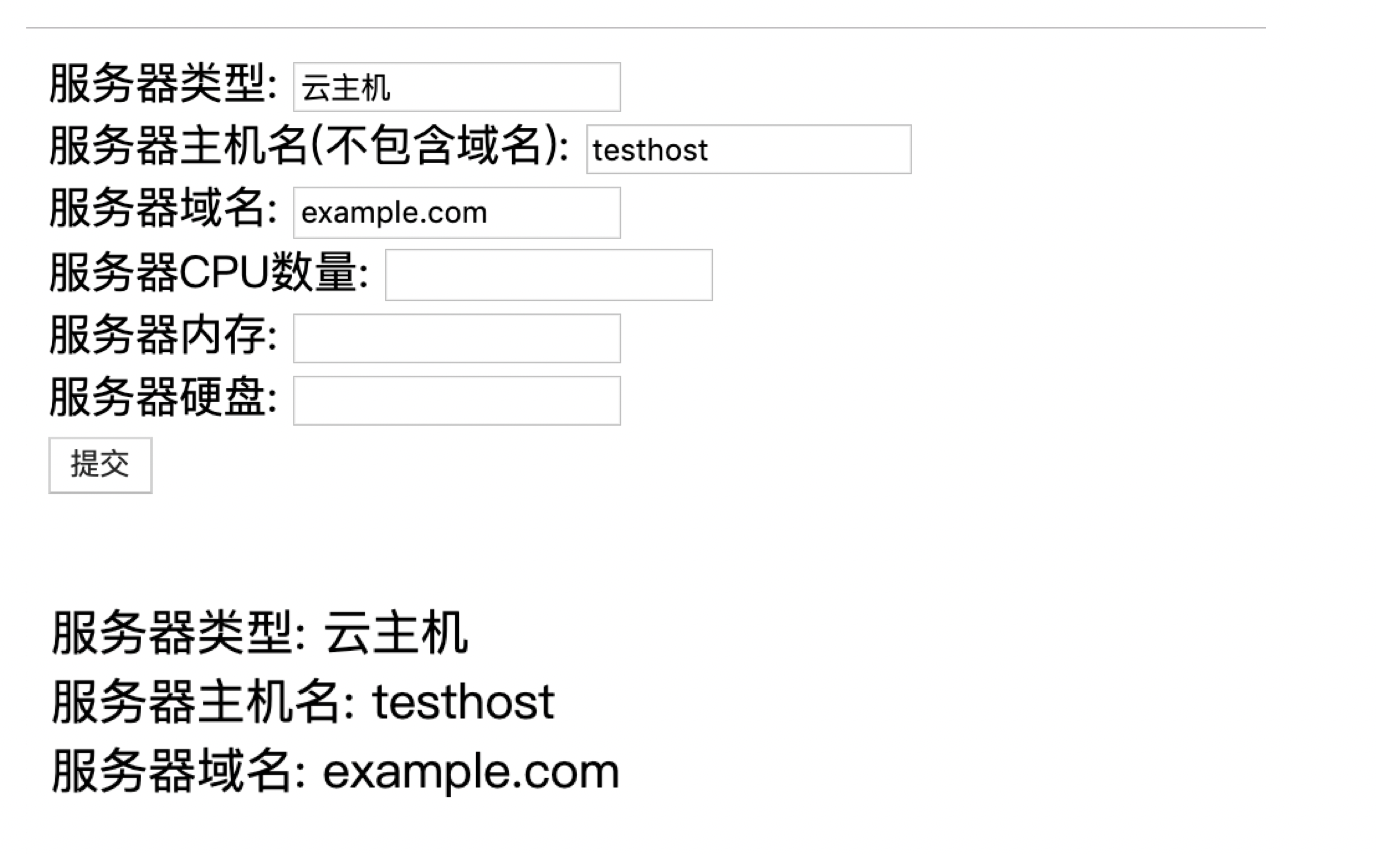 服务器类型: 云主机
服务器主机名(不包含域名): testhost
服务器域名: example.com
服务器CPU数量:
服务器内存:
服务器硬盘:
提交
服务器类型: 云主机
服务器主机名: testhost
服务器域名: example.com